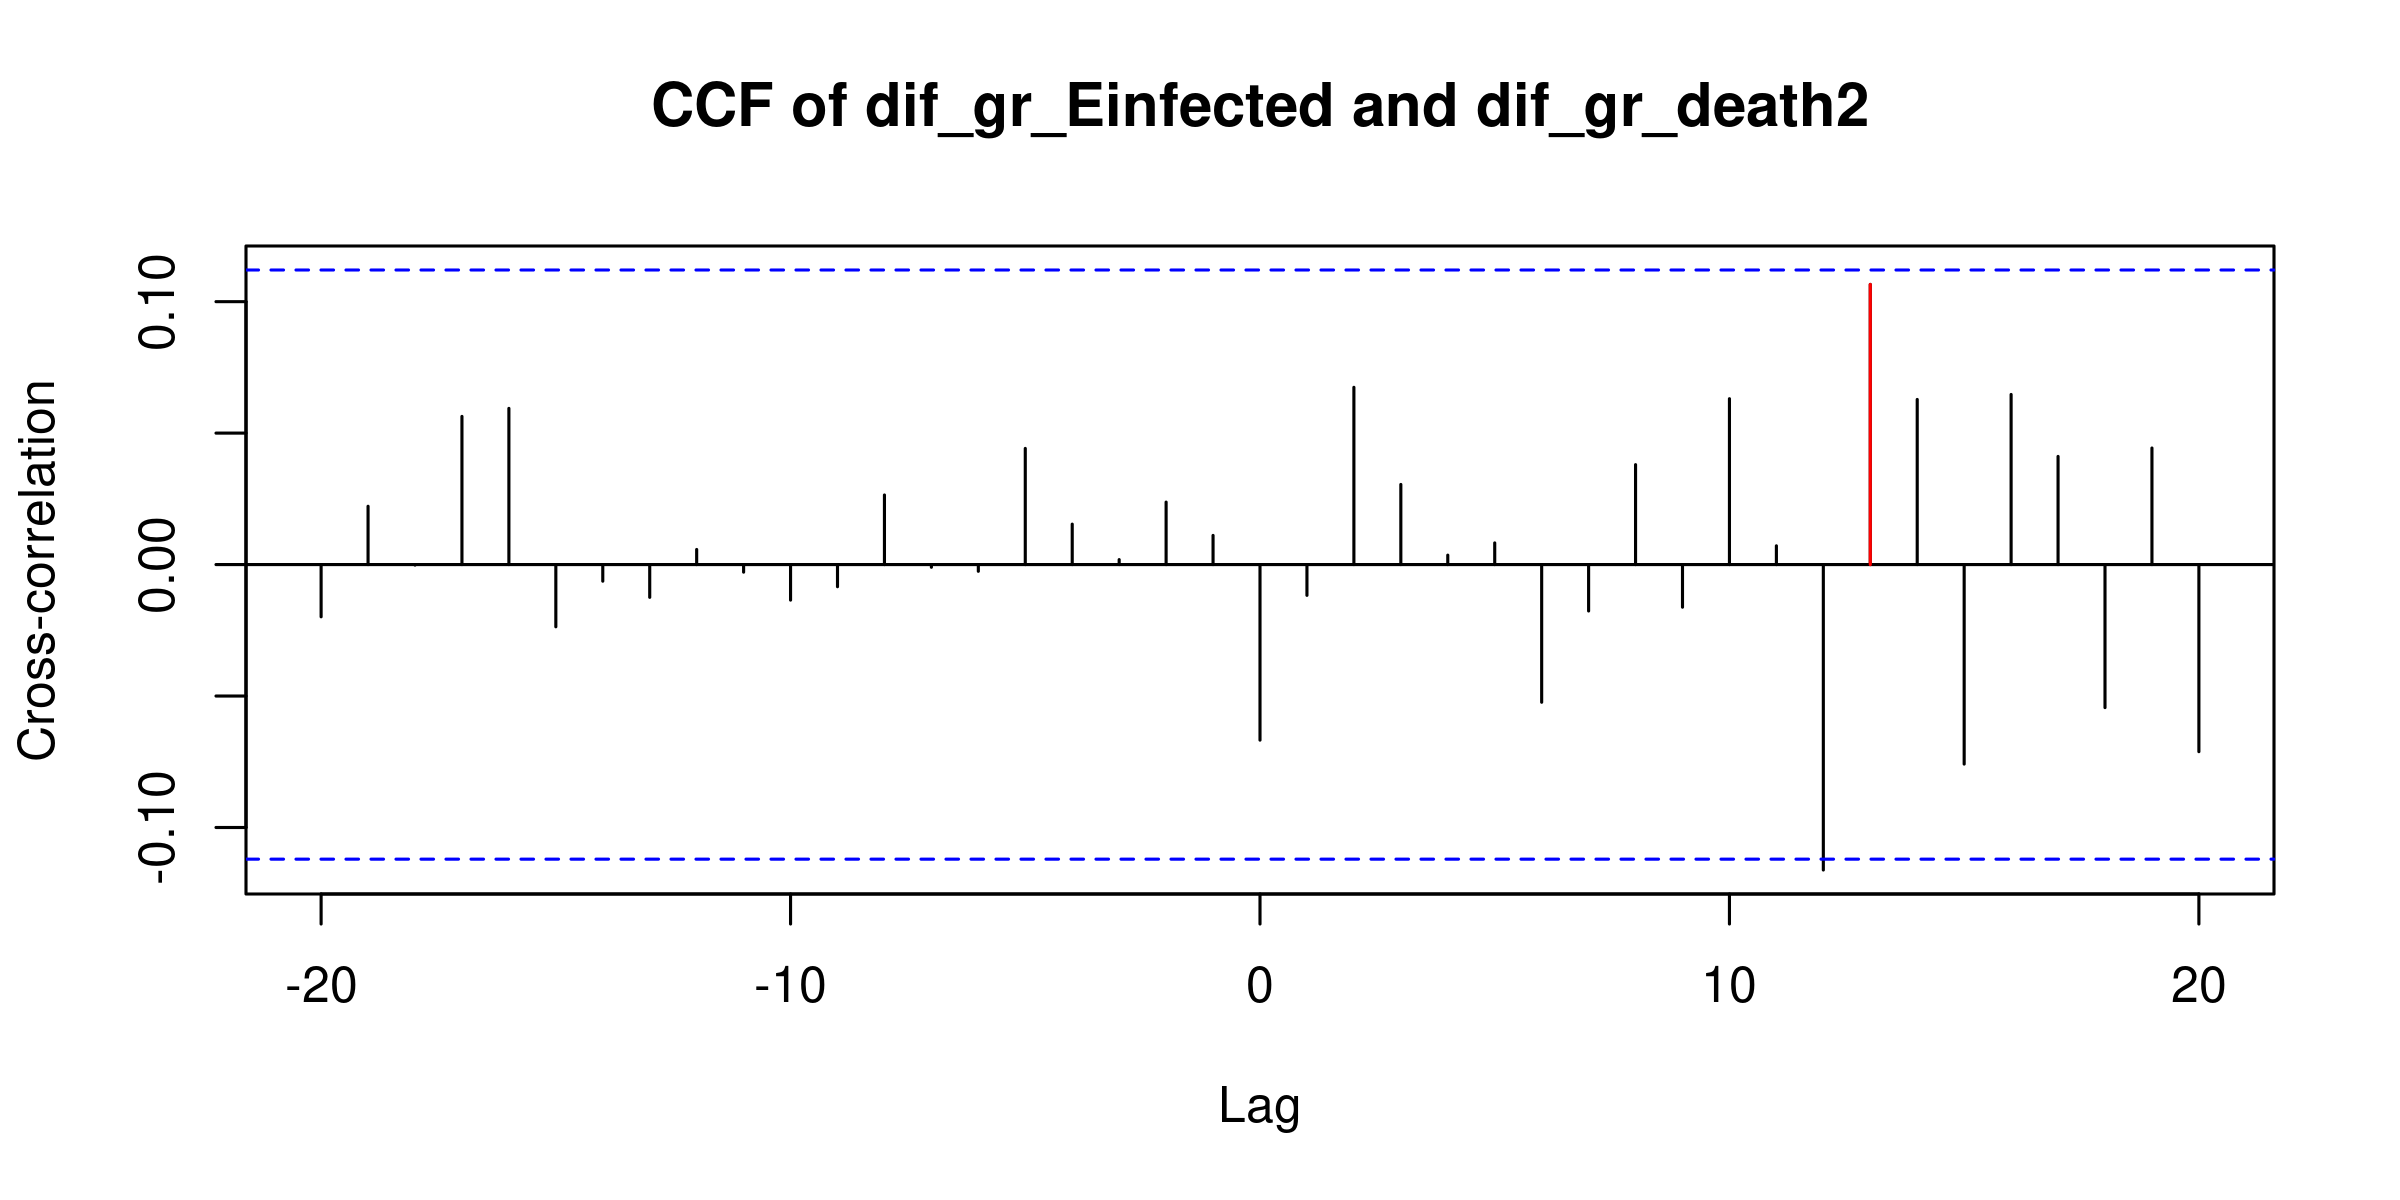 CCF of dif_gr_Einfected and dif_gr_death2
Cross-correlation
0.10
0.00
-0.10
-20 -10 0 10 20
Lag